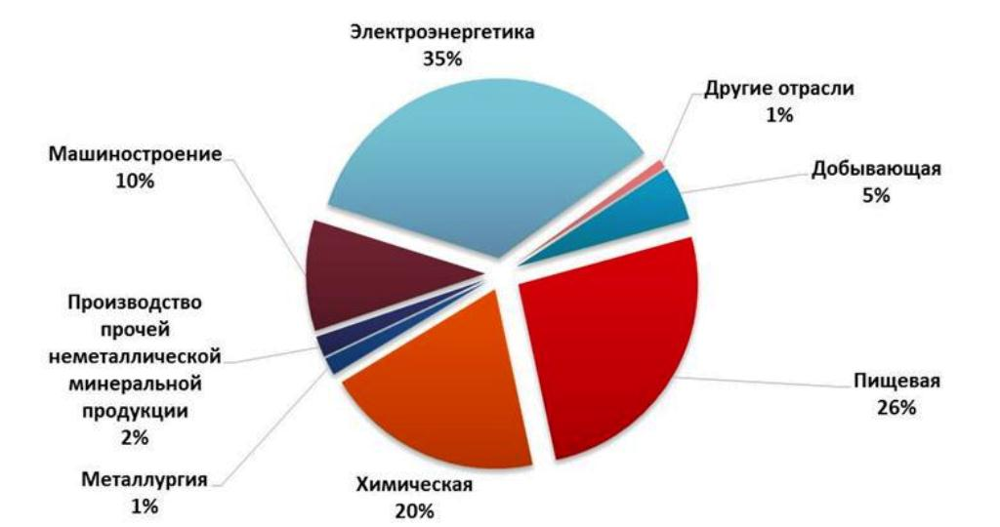 Электроэнергетика
35%
Другие отрасли
1%
Добывающая
5%
Пищевая
26%
Химическая
20%
Металлургия
1%
Производство
прочей
неметаллической
минеральной
продукции
2%
Машиностроение
10%